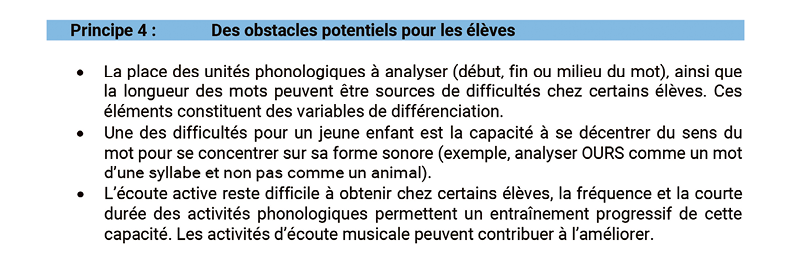 Principe 4 : Des obstacles potentiels pour les élèves
• La place des unités phonologiques à analyser (début, fin ou milieu du mot), ainsi que
la longueur des mots peuvent être sources de difficultés chez certains élèves. Ces
éléments constituent des variables de différenciation.
• Une des difficultés pour un jeune enfant est la capacité à se décentrer du sens du
mot pour se concentrer sur sa forme sonore (exemple, analyser OURS comme un mot
d'une syllabe et non pas comme un animal).
• L'écoute active reste difficile à obtenir chez certains élèves, la fréquence et la courte
durée des activités phonologiques permettent un entraînement progressif de cette
capacité. Les activités d'écoute musicale peuvent contribuer à l'améliorer.